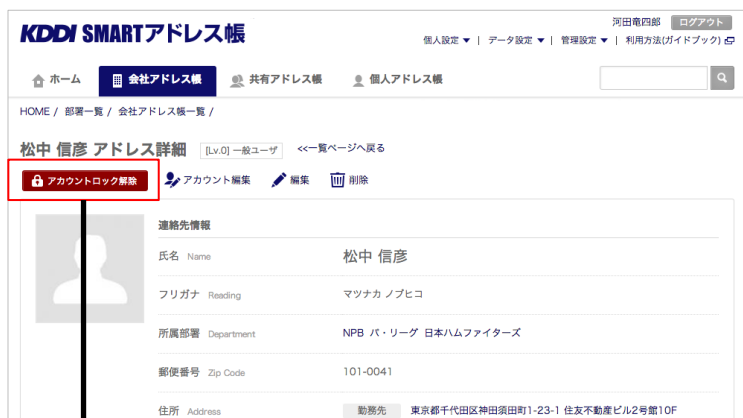 KDDI SMARTアドレス帳
河田竜四郎 ログアウト
個人設定 ▼ | データ設定 ▼ | 管理設定 ▼ | 利用方法(ガイドブック)
ホーム 会社アドレス帳 共有アドレス帳 個人アドレス帳
HOME / 部署一覧 / 会社アドレス帳一覧 /
松中 信彦 アドレス詳細 [Lv.0] 一般ユーザ <<一覧ページへ戻る
アカウントロック解除 アカウント編集 編集 削除
連絡先情報
氏名 Name 松中 信彦
フリガナ Reading マツナカ ノブヒコ
所属部署 Department NPB パ・リーグ 日本ハムファイターズ
郵便番号 Zip Code 101-0041
住所 Address 勤務先 東京都千代田区神田須田町1-23-1 住友不動産ビル2号館10F